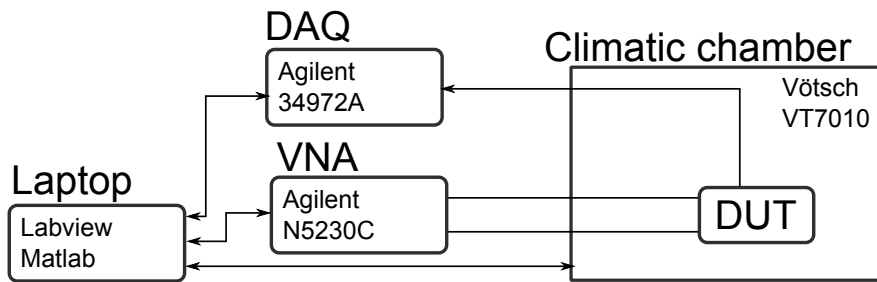 DAQ
Agilent
34972A
Climatic chamber
Vötsch
VT7010
VNA
Agilent
N5230C
Laptop
Labview
Matlab
DUT